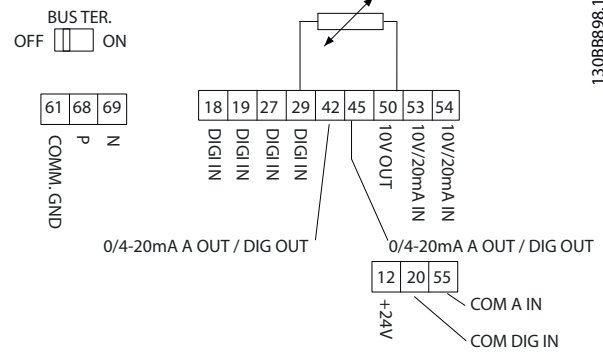 BUS TER.
OFF ON
130BB898.1
61 68 69
COMM. GND
P
N
18 19 27 29 42 45 50 53 54
DIGI IN
DIGI IN
DIGI IN
DIGI IN
10V OUT
10V/20mA IN
10V/20mA IN
0/4-20mA A OUT / DIG OUT
0/4-20mA A OUT / DIG OUT
12 20 55
+24V
COM A IN
COM DIG IN